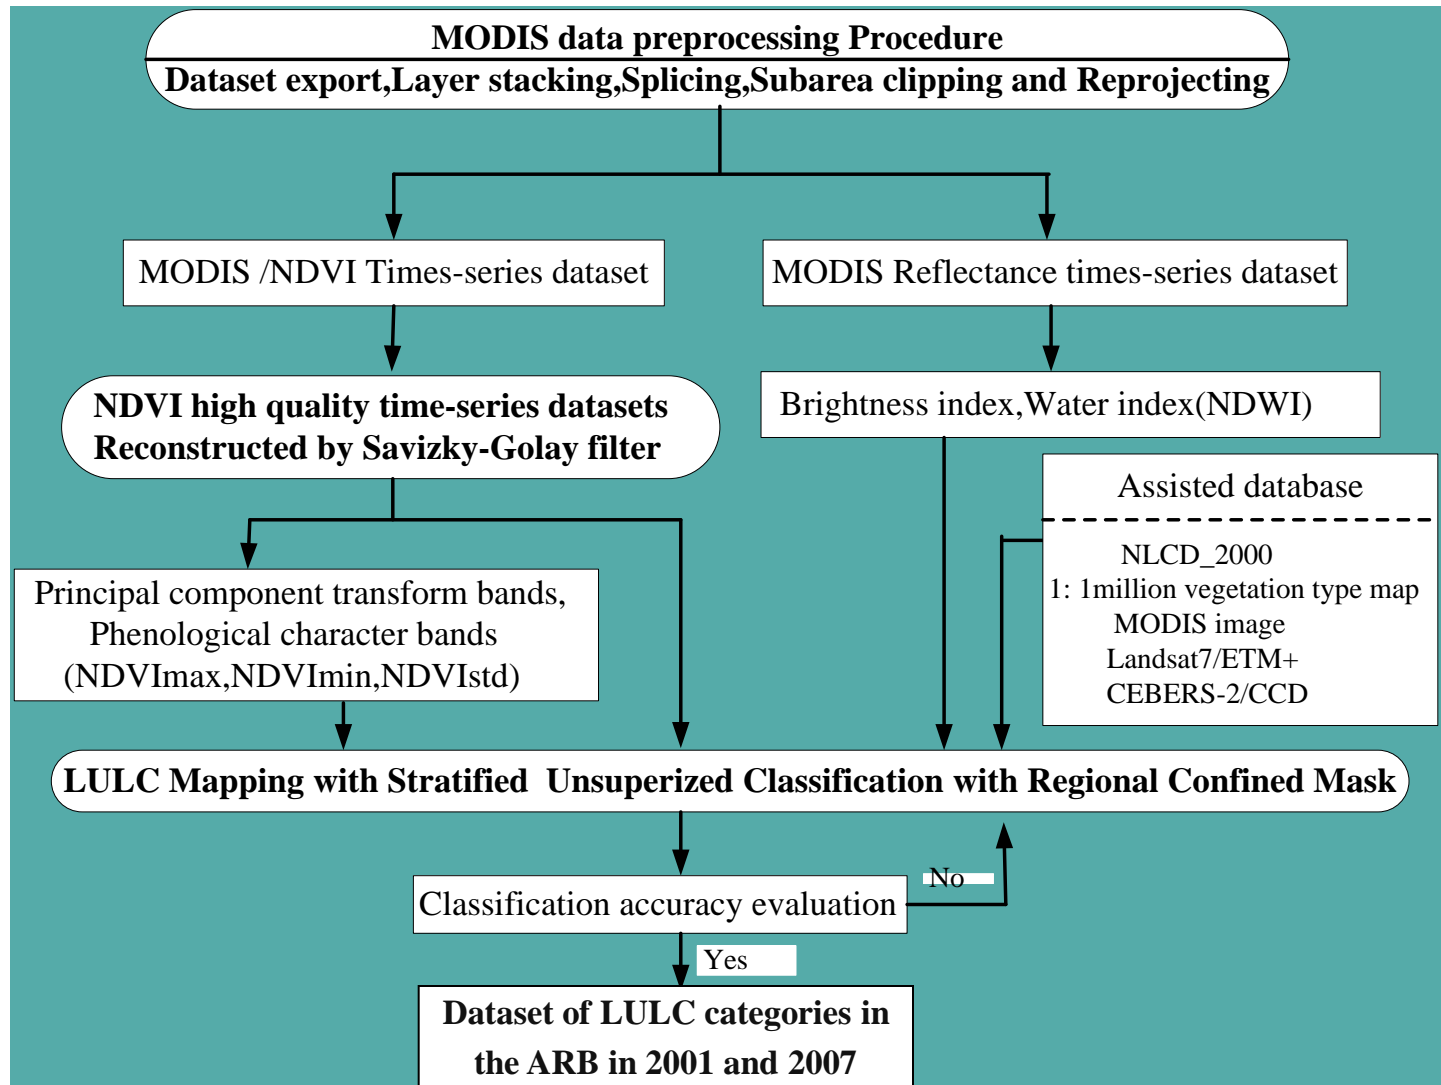 MODIS data preprocessing Procedure
Dataset export,Layer stacking,Splicing,Subarea clipping and Reprojecting
MODIS /NDVI Times-series dataset
MODIS Reflectance times-series dataset
NDVI high quality time-series datasets
Reconstructed by Savizky-Golay filter
Brightness index,Water index(NDWI)
Assisted database
NLCD_2000
1: 1million vegetation type map
MODIS image
Landsat7/ETM+
CEBERS-2/CCD
Principal component transform bands,
Phenological character bands
(NDVImax,NDVImin,NDVIstd)
LULC Mapping with Stratified  Unsuperized Classification with Regional Confined Mask
Classification accuracy evaluation
No
Yes
Dataset of LULC categories in
the ARB in 2001 and 2007